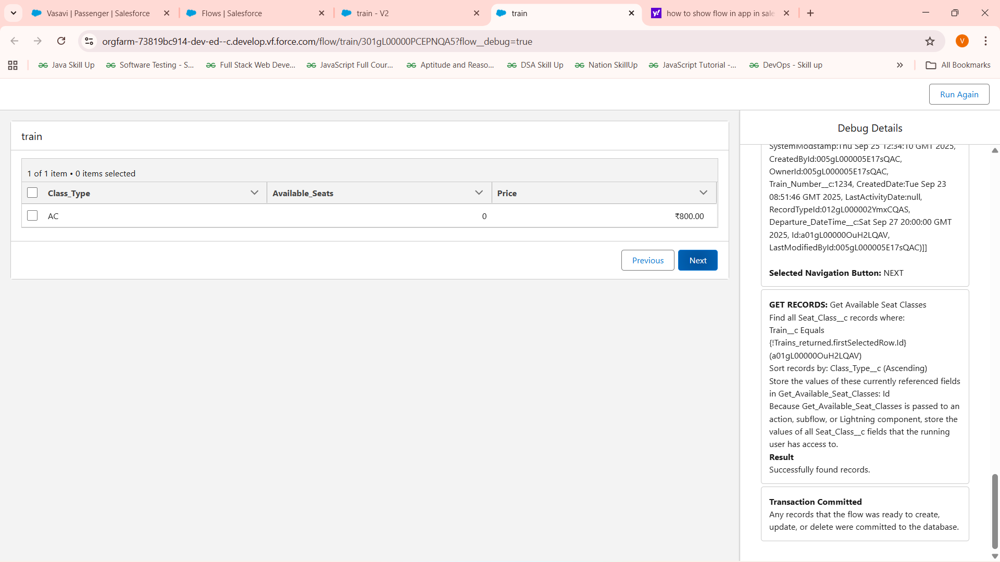 Vasavi | Passenger | Salesforce
Flows | Salesforce
train - V2
train
how to show flow in app in sale
orgfarm-73819bc914-dev-ed--c.develop.vf.force.com/flow/train/301gL00000PCEPNQA5?flow__debug=true
V
Java Skill Up
Software Testing - S...
Full Stack Web Deve...
JavaScript Full Cour...
Aptitude and Reaso...
DSA Skill Up
Nation SkillUp
JavaScript Tutorial -...
DevOps - Skill up
All Bookmarks
Run Again
train
1 of 1 item • 0 items selected
Class_Type Available_Seats Price
AC 0 ₹800.00
Previous Next
Debug Details
SystemModstamp:Thu Sep 25 12:34:10 GMT 2025,
CreatedById:005gL000005E17sQAC,
OwnerId:005gL000005E17sQAC,
Train_Number__c:1234, CreatedDate:Tue Sep 23
08:51:46 GMT 2025, LastActivityDate:null,
RecordTypeId:012gL000002YmxCQAS,
Departure_DateTime__c:Sat Sep 27 20:00:00 GMT
2025, Id:a01gL00000OuH2LQAV,
LastModifiedById:005gL000005E17sQAC)]]
Selected Navigation Button: NEXT
GET RECORDS: Get Available Seat Classes
Find all Seat_Class__c records where:
Train__c Equals
{!Trains_returned.firstSelectedRow.Id}
(a01gL00000OuH2LQAV)
Sort records by: Class_Type__c (Ascending)
Store the values of these currently referenced fields
in Get_Available_Seat_Classes: Id
Because Get_Available_Seat_Classes is passed to an
action, subflow, or Lightning component, store the
values of all Seat_Class__c fields that the running
user has access to.
Result
Successfully found records.
Transaction Committed
Any records that the flow was ready to create,
update, or delete were committed to the database.